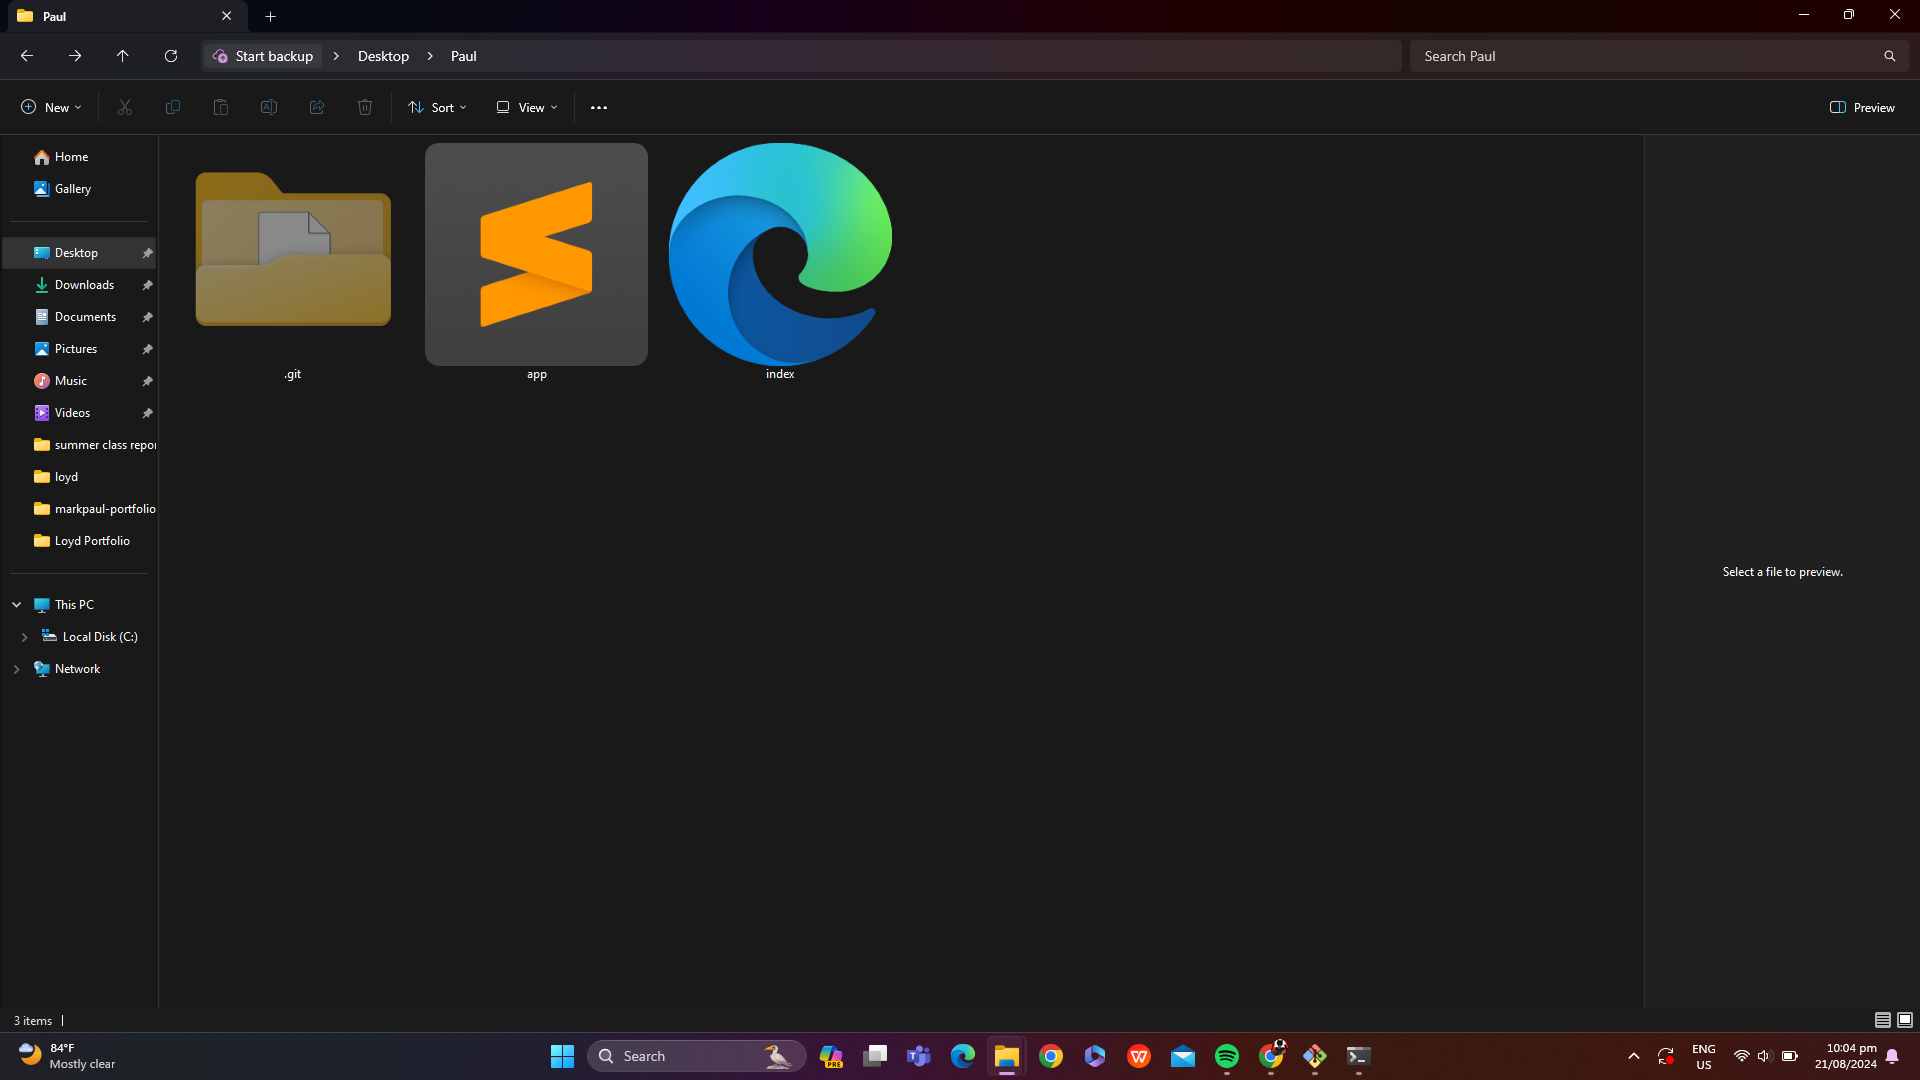 Paul
Start backup
Desktop
Paul
Search Paul
New
Sort
View
Preview
Home
Gallery
Desktop
Downloads
Documents
Pictures
Music
Videos
summer class repor
loyd
markpaul-portfolio
Loyd Portfolio
This PC
Local Disk (C:)
Network
.git
app
index
Select a file to preview.
3 items
84°F
Mostly clear
Search
PRE
ENG
US
10:04 pm
21/08/2024